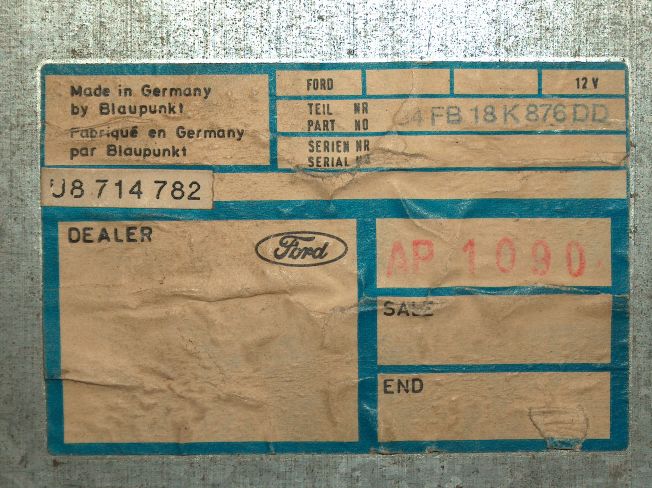 Made in Germany
by Blaupunkt
Fabriqué en Germany
par Blaupunkt
FORD
12 V
TEIL NR
PART NO
4 FB 18 K 876 DD
SERIEN NR
SERIAL NO
U8 714 782
DEALER
Ford
AP 1090
SALE
END